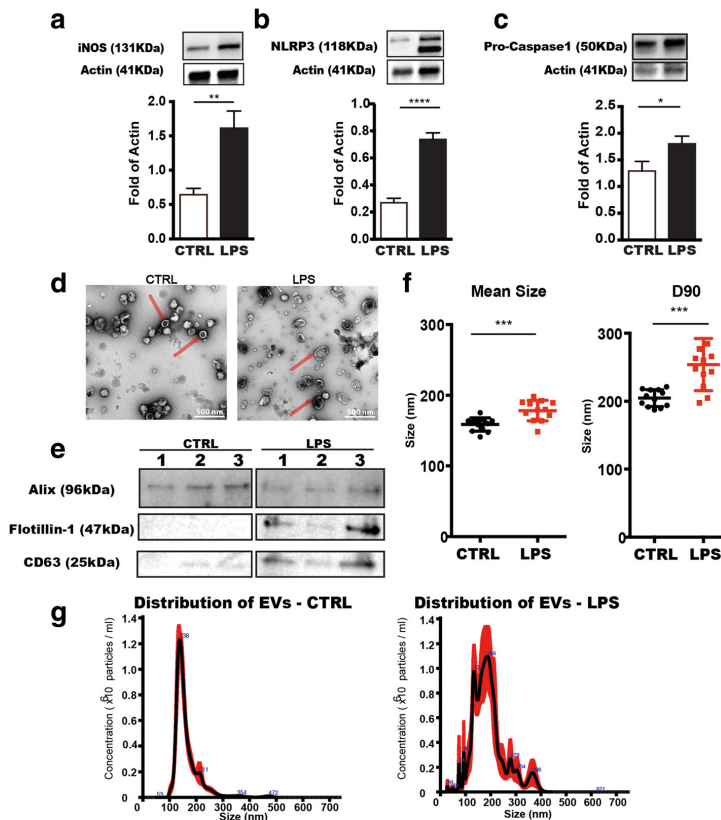 a
iNOS (131KDa)
Actin (41KDa)
**
Fold of Actin
2.0
1.5
1.0
0.5
0.0
CTRL LPS
b
NLRP3 (118KDa)
Actin (41KDa)
****
Fold of Actin
1.0
0.8
0.6
0.4
0.2
0.0
CTRL LPS
c
Pro-Caspase1 (50KDa)
Actin (41KDa)
*
Fold of Actin
2.5
2.0
1.5
1.0
0.5
0.0
CTRL LPS
d
CTRL
500 nm
LPS
500 nm
e
CTRL
LPS
1 2 3 1 2 3
Alix (96kDa)
Flotillin-1 (47kDa)
CD63 (25kDa)
f
Mean Size
***
Size (nm)
300
200
100
0
CTRL LPS
D90
***
Size (nm)
300
200
100
0
CTRL LPS
g
Distribution of EVs - CTRL
Concentration (x10 6 particles / ml)
1.4
1.2
1.0
0.8
0.6
0.4
0.2
0
354
472
0 100 200 300 400 500 600 700
Size (nm)
Distribution of EVs - LPS
Concentration (x10 6 particles / ml)
1.4
1.2
1.0
0.8
0.6
0.4
0.2
0
0 100 200 300 400 500 600 700
Size (nm)